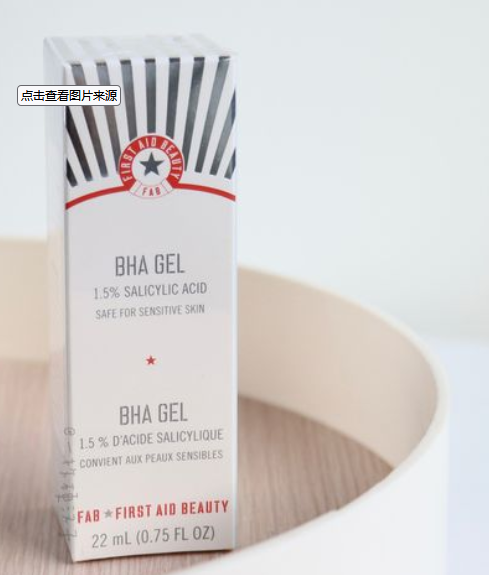 点击查看图片来源
FIRST AID BEAUTY
FAB
BHA GEL
1.5% SALICYLIC ACID
SAFE FOR SENSITIVE SKIN
BHA GEL
1.5 % D'ACIDE SALICYLIQUE
CONVIENT AUX PEAUX SENSIBLES
FAB ★ FIRST AID BEAUTY
22 mL (0.75 FL OZ)